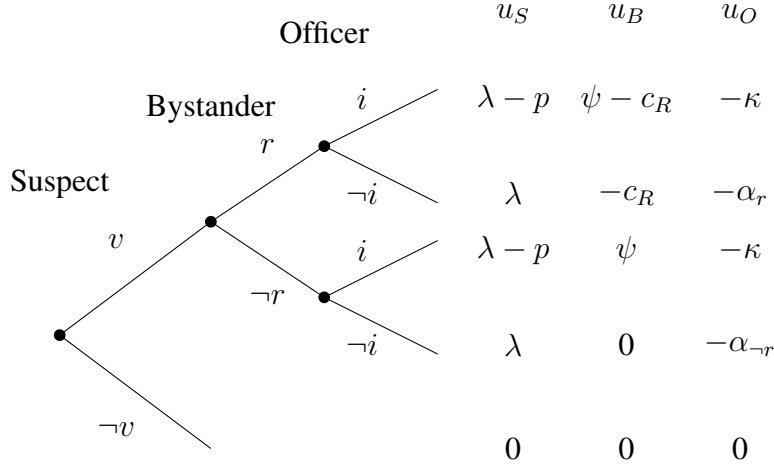 u_S u_B u_O
Officer
Bystander i λ − p ψ − c_R −κ
r
Suspect ¬i λ −c_R −α_r
v i λ − p ψ −κ
¬r
¬i λ 0 −α_¬r
¬v
0 0 0